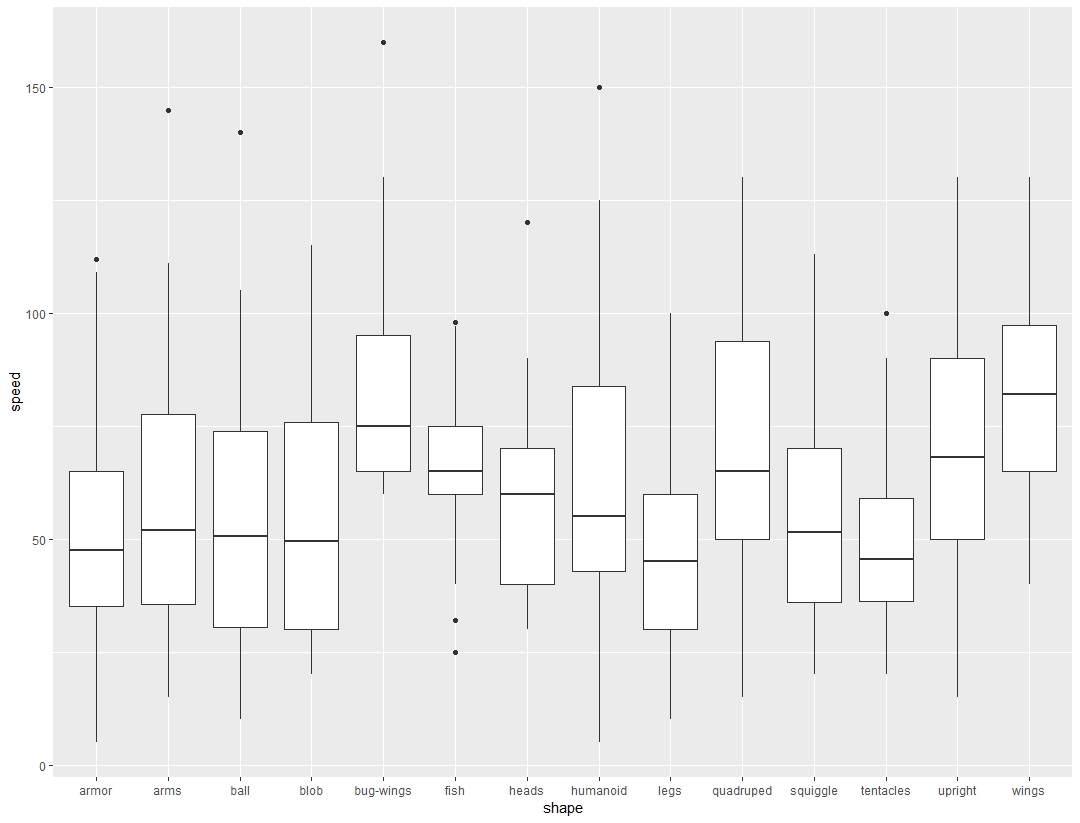 150
100
50
0
speed
armor arms ball blob bug-wings fish heads humanoid legs quadruped squiggle tentacles upright wings
shape